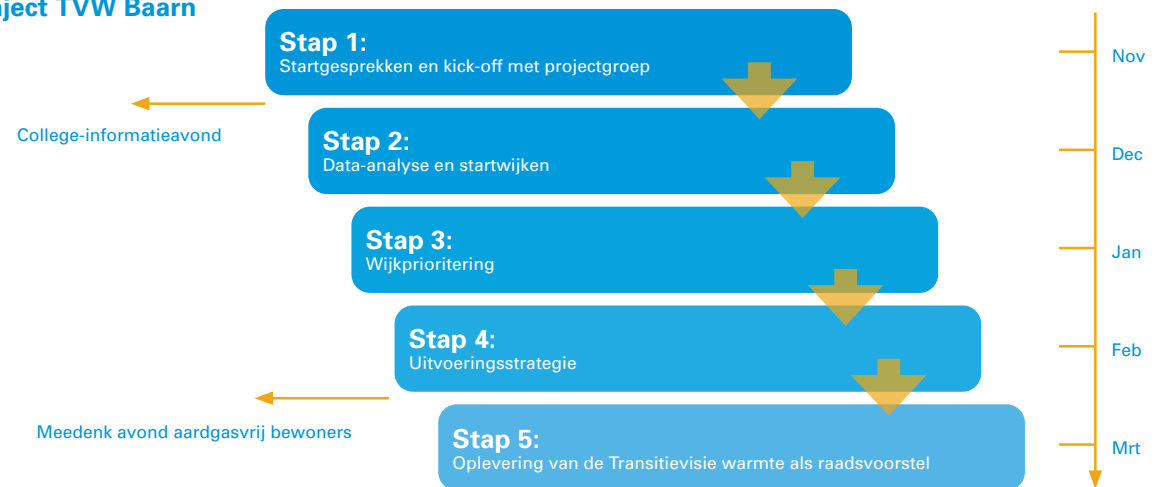 ject TVW Baarn
Stap 1:
Startgesprekken en kick-off met projectgroep
Nov
College-informatieavond
Stap 2:
Data-analyse en startwijken
Dec
Stap 3:
Wijkprioritering
Jan
Stap 4:
Uitvoeringsstrategie
Feb
Meedenk avond aardgasvrij bewoners
Stap 5:
Oplevering van de Transitievisie warmte als raadsvoorstel
Mrt